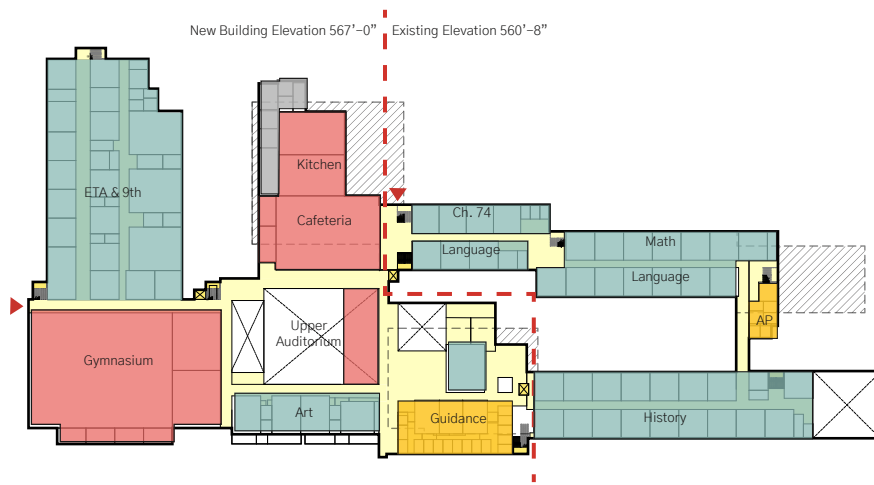 New Building Elevation 567’-0” Existing Elevation 560’-8”
Kitchen
ETA & 9th
Ch. 74
Cafeteria
Math
Language
Language
AP
Upper
Auditorium
Gymnasium
Art
Guidance
History